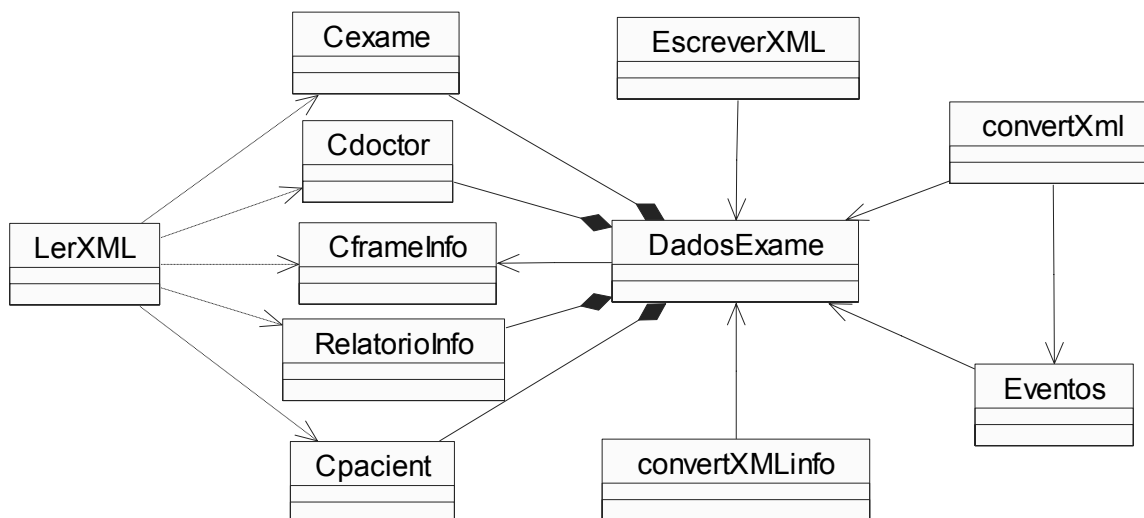 Cexame
EscreverXML
convertXml
Cdoctor
LerXML
CframeInfo
DadosExame
RelatorioInfo
Eventos
Cpacient
convertXMLinfo